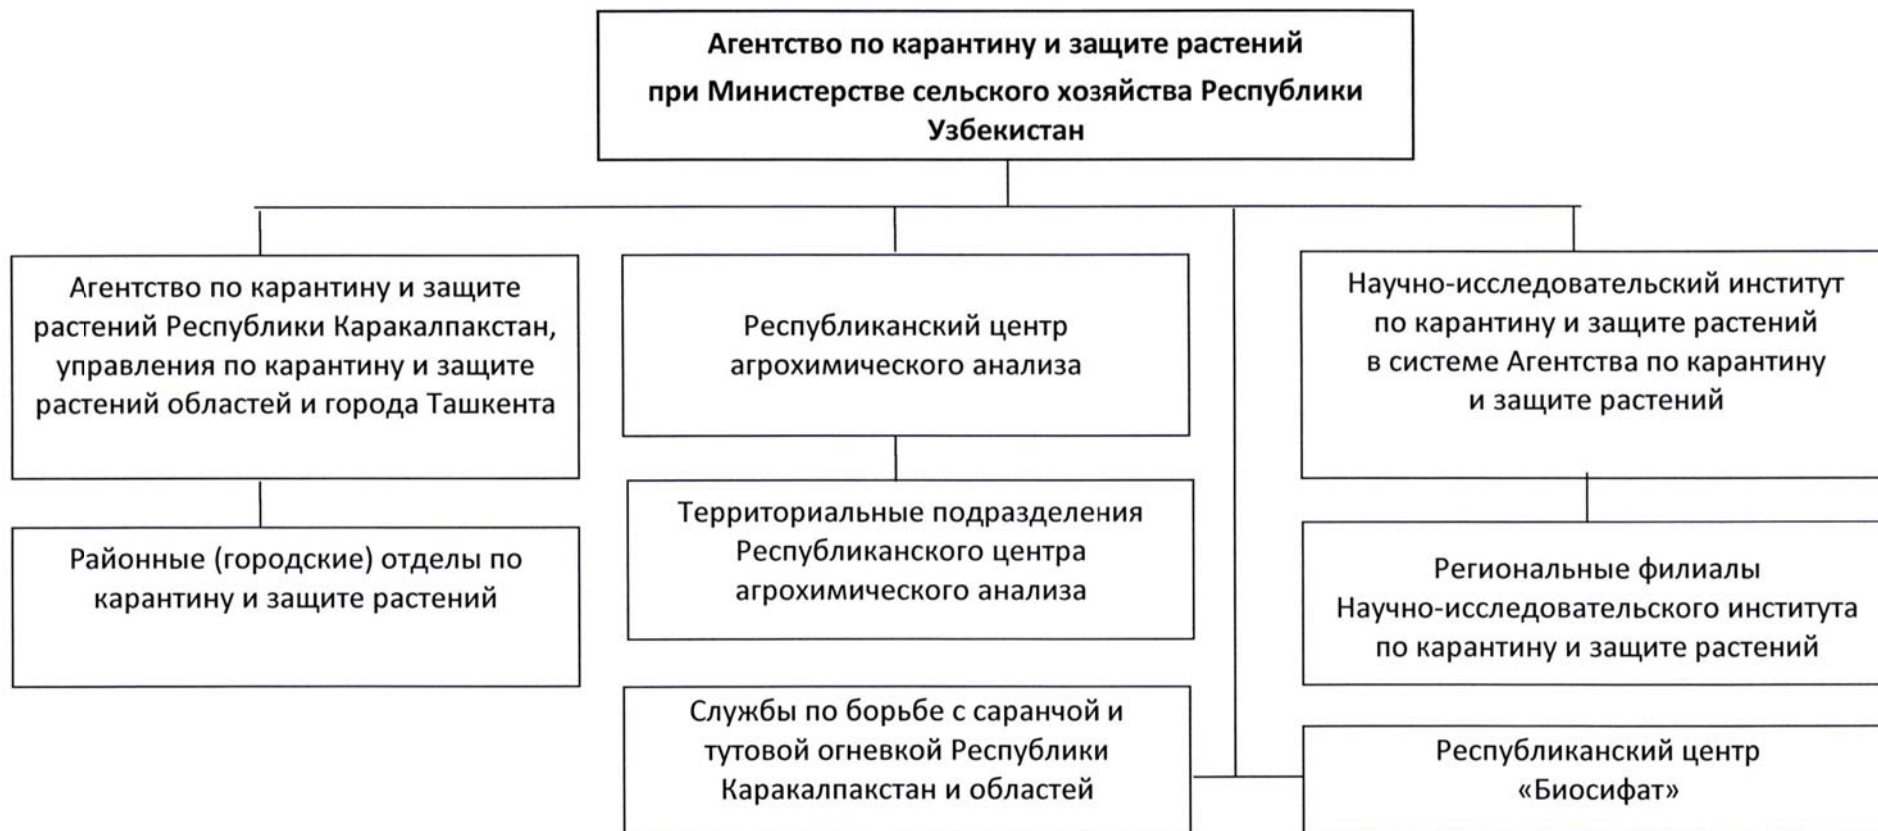 Агентство по карантину и защите растений
при Министерстве сельского хозяйства Республики
Узбекистан
Агентство по карантину и защите
растений Республики Каракалпакстан,
управления по карантину и защите
растений областей и города Ташкента
Республиканский центр
агрохимического анализа
Научно-исследовательский институт
по карантину и защите растений
в системе Агентства по карантину
и защите растений
Районные (городские) отделы по
карантину и защите растений
Территориальные подразделения
Республиканского центра
агрохимического анализа
Региональные филиалы
Научно-исследовательского института
по карантину и защите растений
Службы по борьбе с саранчой и
тутовой огневкой Республики
Каракалпакстан и областей
Республиканский центр
«Биосифат»